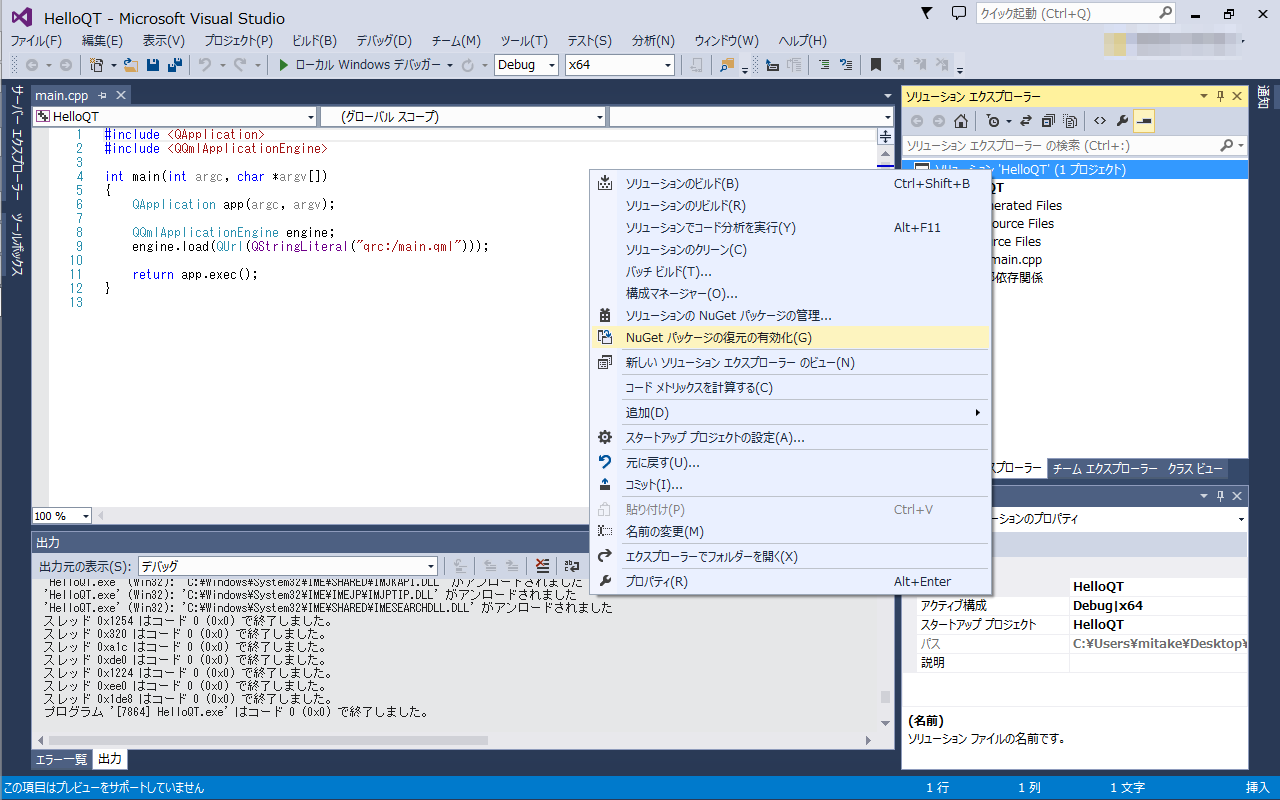 HelloQT - Microsoft Visual Studio
クイック起動 (Ctrl+Q)
ファイル(F) 編集(E) 表示(V) プロジェクト(P) ビルド(B) デバッグ(D) チーム(M) ツール(T) テスト(S) 分析(N) ウィンドウ(W) ヘルプ(H)
ローカル Windows デバッガー Debug x64
サーバー エクスプローラー
ツールボックス
main.cpp
HelloQT (グローバル スコープ)
1 #include <QApplication>
2 #include <QQmlApplicationEngine>
3
4 int main(int argc, char *argv[])
5 {
6 QApplication app(argc, argv);
7
8 QQmlApplicationEngine engine;
9 engine.load(QUrl(QStringLiteral("qrc:/main.qml")));
10
11 return app.exec();
12 }
13
100 %
ソリューションのビルド(B) Ctrl+Shift+B
ソリューションのリビルド(R)
ソリューションでコード分析を実行(Y) Alt+F11
ソリューションのクリーン(C)
バッチ ビルド(T)...
構成マネージャー(O)...
ソリューションの NuGet パッケージの管理...
NuGet パッケージの復元の有効化(G)
新しい ソリューション エクスプローラー のビュー(N)
コード メトリックスを計算する(C)
追加(D)
スタートアップ プロジェクトの設定(A)...
元に戻す(U)...
コミット(I)...
貼り付け(P) Ctrl+V
名前の変更(M)
エクスプローラーでフォルダーを開く(X)
プロパティ(R) Alt+Enter
ソリューション エクスプローラー
ソリューション エクスプローラー の検索 (Ctrl+:)
ソリューション 'HelloQT' (1 プロジェクト)
QT
erated Files
ource Files
rce Files
main.cpp
依存関係
スプローラー チーム エクスプローラー クラス ビュー
ションのプロパティ
HelloQT
アクティブ構成 Debug|x64
スタートアップ プロジェクト HelloQT
パス C:¥Users¥mitake¥Desktop¥
説明
(名前)
ソリューション ファイルの名前です。
通知
出力
出力元の表示(S): デバッグ
'HelloQT.exe' (Win32): 'C:¥Windows¥System32¥IME¥SHARED¥IMJKAPI.DLL' がアンロードされました
'HelloQT.exe' (Win32): 'C:¥Windows¥System32¥IME¥IMEJP¥IMJPTIP.DLL' がアンロードされました
'HelloQT.exe' (Win32): 'C:¥Windows¥System32¥IME¥SHARED¥IMESEARCHDLL.DLL' がアンロードされました
スレッド 0x1254 はコード 0 (0x0) で終了しました。
スレッド 0x820 はコード 0 (0x0) で終了しました。
スレッド 0xa1c はコード 0 (0x0) で終了しました。
スレッド 0xde0 はコード 0 (0x0) で終了しました。
スレッド 0x1224 はコード 0 (0x0) で終了しました。
スレッド 0xee0 はコード 0 (0x0) で終了しました。
スレッド 0x1de8 はコード 0 (0x0) で終了しました。
プログラム '[7864] HelloQT.exe' はコード 0 (0x0) で終了しました。
エラー一覧 出力
この項目はプレビューをサポートしていません 1 行 1 列 1 文字 挿入